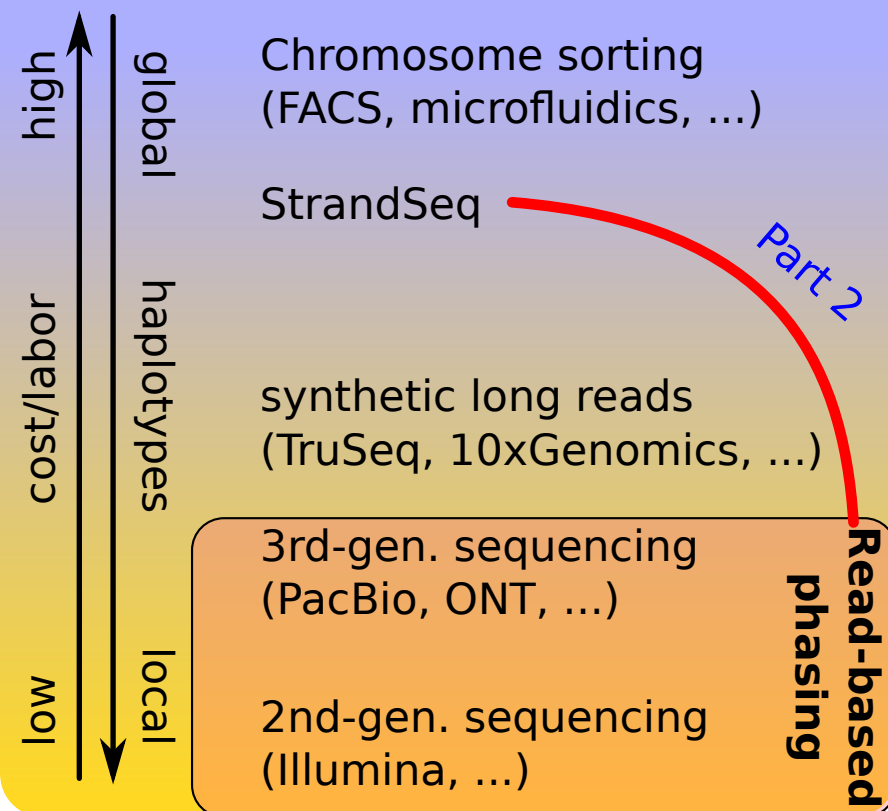 high
cost/labor
low
global
haplotypes
local
Chromosome sorting
(FACS, microfluidics, ...)
StrandSeq
Part 2
synthetic long reads
(TruSeq, 10xGenomics, ...)
3rd-gen. sequencing
(PacBio, ONT, ...)
2nd-gen. sequencing
(Illumina, ...)
Read-based
phasing